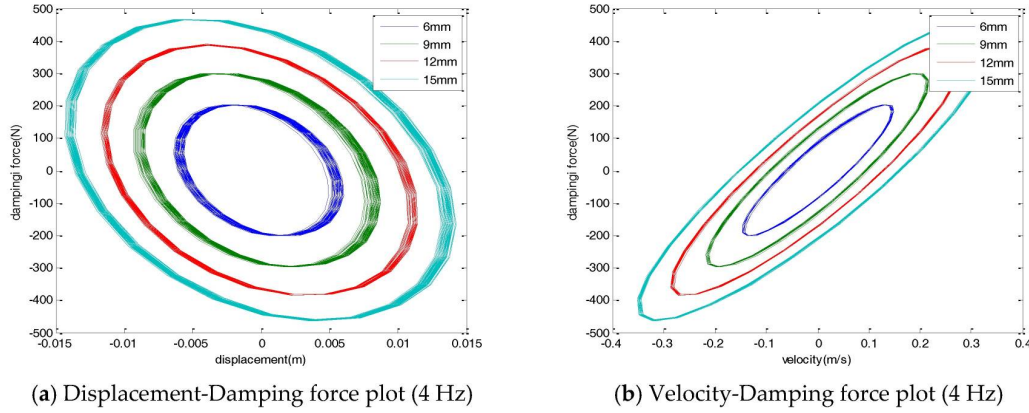 500
400
300
200
100
0
-100
-200
-300
-400
-500
dampingi force(N)
-0.015
-0.01
-0.005
0
0.005
0.01
0.015
displacement(m)
6mm
9mm
12mm
15mm
(a) Displacement-Damping force plot (4 Hz)
500
400
300
200
100
0
-100
-200
-300
-400
-500
damping force(N)
-0.4
-0.3
-0.2
-0.1
0
0.1
0.2
0.3
0.4
velocity(m/s)
6mm
9mm
12mm
15mm
(b) Velocity-Damping force plot (4 Hz)